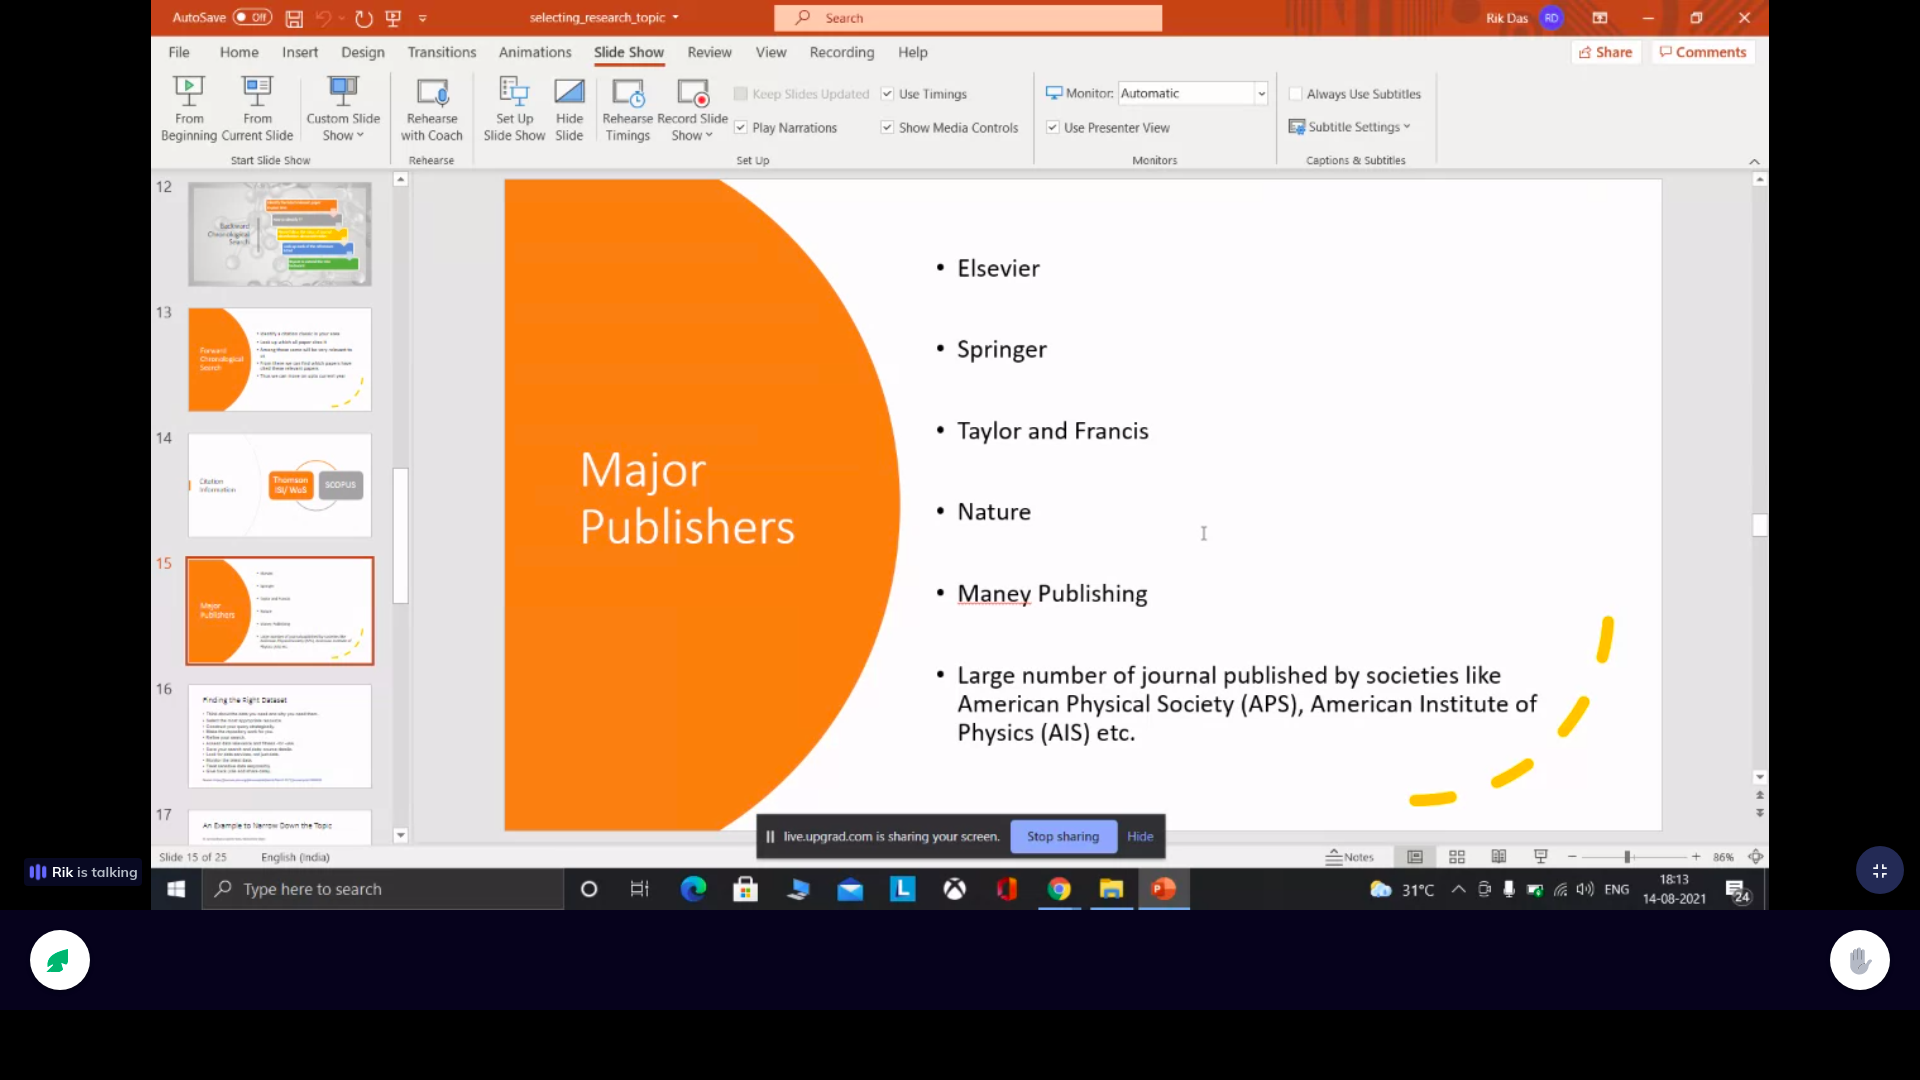 AutoSave Off
selecting_research_topic
Search
Rik Das RD
File Home Insert Design Transitions Animations Slide Show Review View Recording Help
Share Comments
From Beginning
From Current Slide
Custom Slide Show
Rehearse with Coach
Set Up Slide Show
Hide Slide
Rehearse Timings
Record Slide Show
Keep Slides Updated
Play Narrations
Use Timings
Show Media Controls
Monitor: Automatic
Use Presenter View
Always Use Subtitles
Subtitle Settings
Start Slide Show Rehearse Set Up Monitors Captions & Subtitles
12
Backward
Chronological
Search
13
Forward
Chronological
Search
14
Citation
Information
Thomson
ISI/ WoS
SCOPUS
15
Major
Publishers
16
Finding the Right Dataset
17
An Example to Narrow Down the Topic
Major
Publishers
• Elsevier
• Springer
• Taylor and Francis
• Nature
• Maney Publishing
• Large number of journal published by societies like
American Physical Society (APS), American Institute of
Physics (AIS) etc.
live.upgrad.com is sharing your screen. Stop sharing Hide
Slide 15 of 25 English (India)
Notes
86%
Rik is talking
Type here to search
L
31°C
ENG
18:13
14-08-2021
24